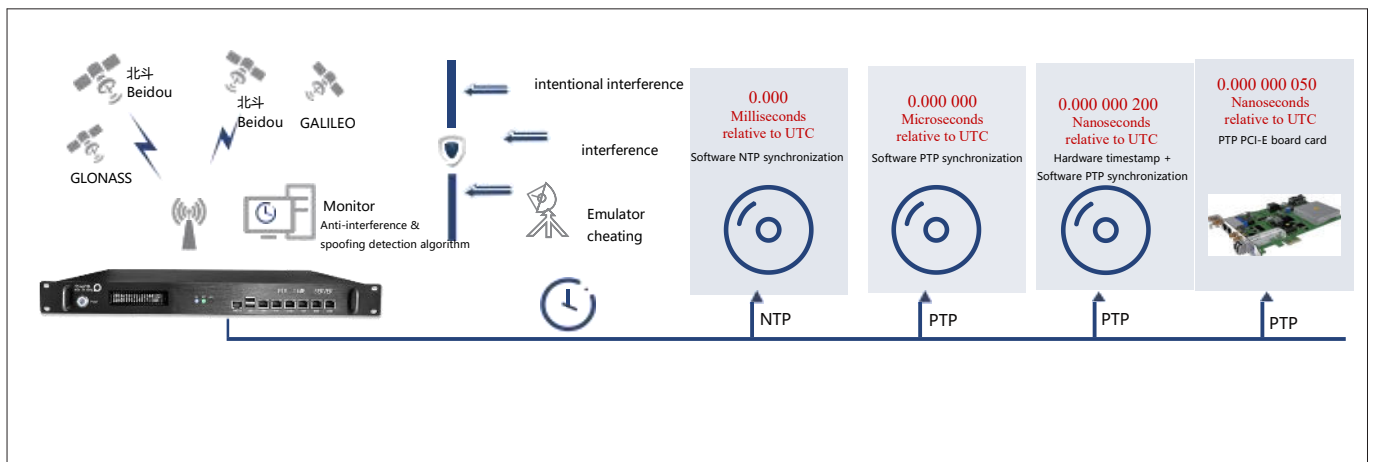 北斗
Beidou
北斗
Beidou
GALILEO
GLONASS
Monitor
Anti-interference &
spoofing detection algorithm
intentional interference
interference
Emulator
cheating
0.000
Milliseconds
relative to UTC
Software NTP synchronization
0.000 000
Microseconds
relative to UTC
Software PTP synchronization
0.000 000 200
Nanoseconds
relative to UTC
Hardware timestamp +
Software PTP synchronization
0.000 000 050
Nanoseconds
relative to UTC
PTP PCI-E board card
SERVER
NTP
PTP
PTP
PTP